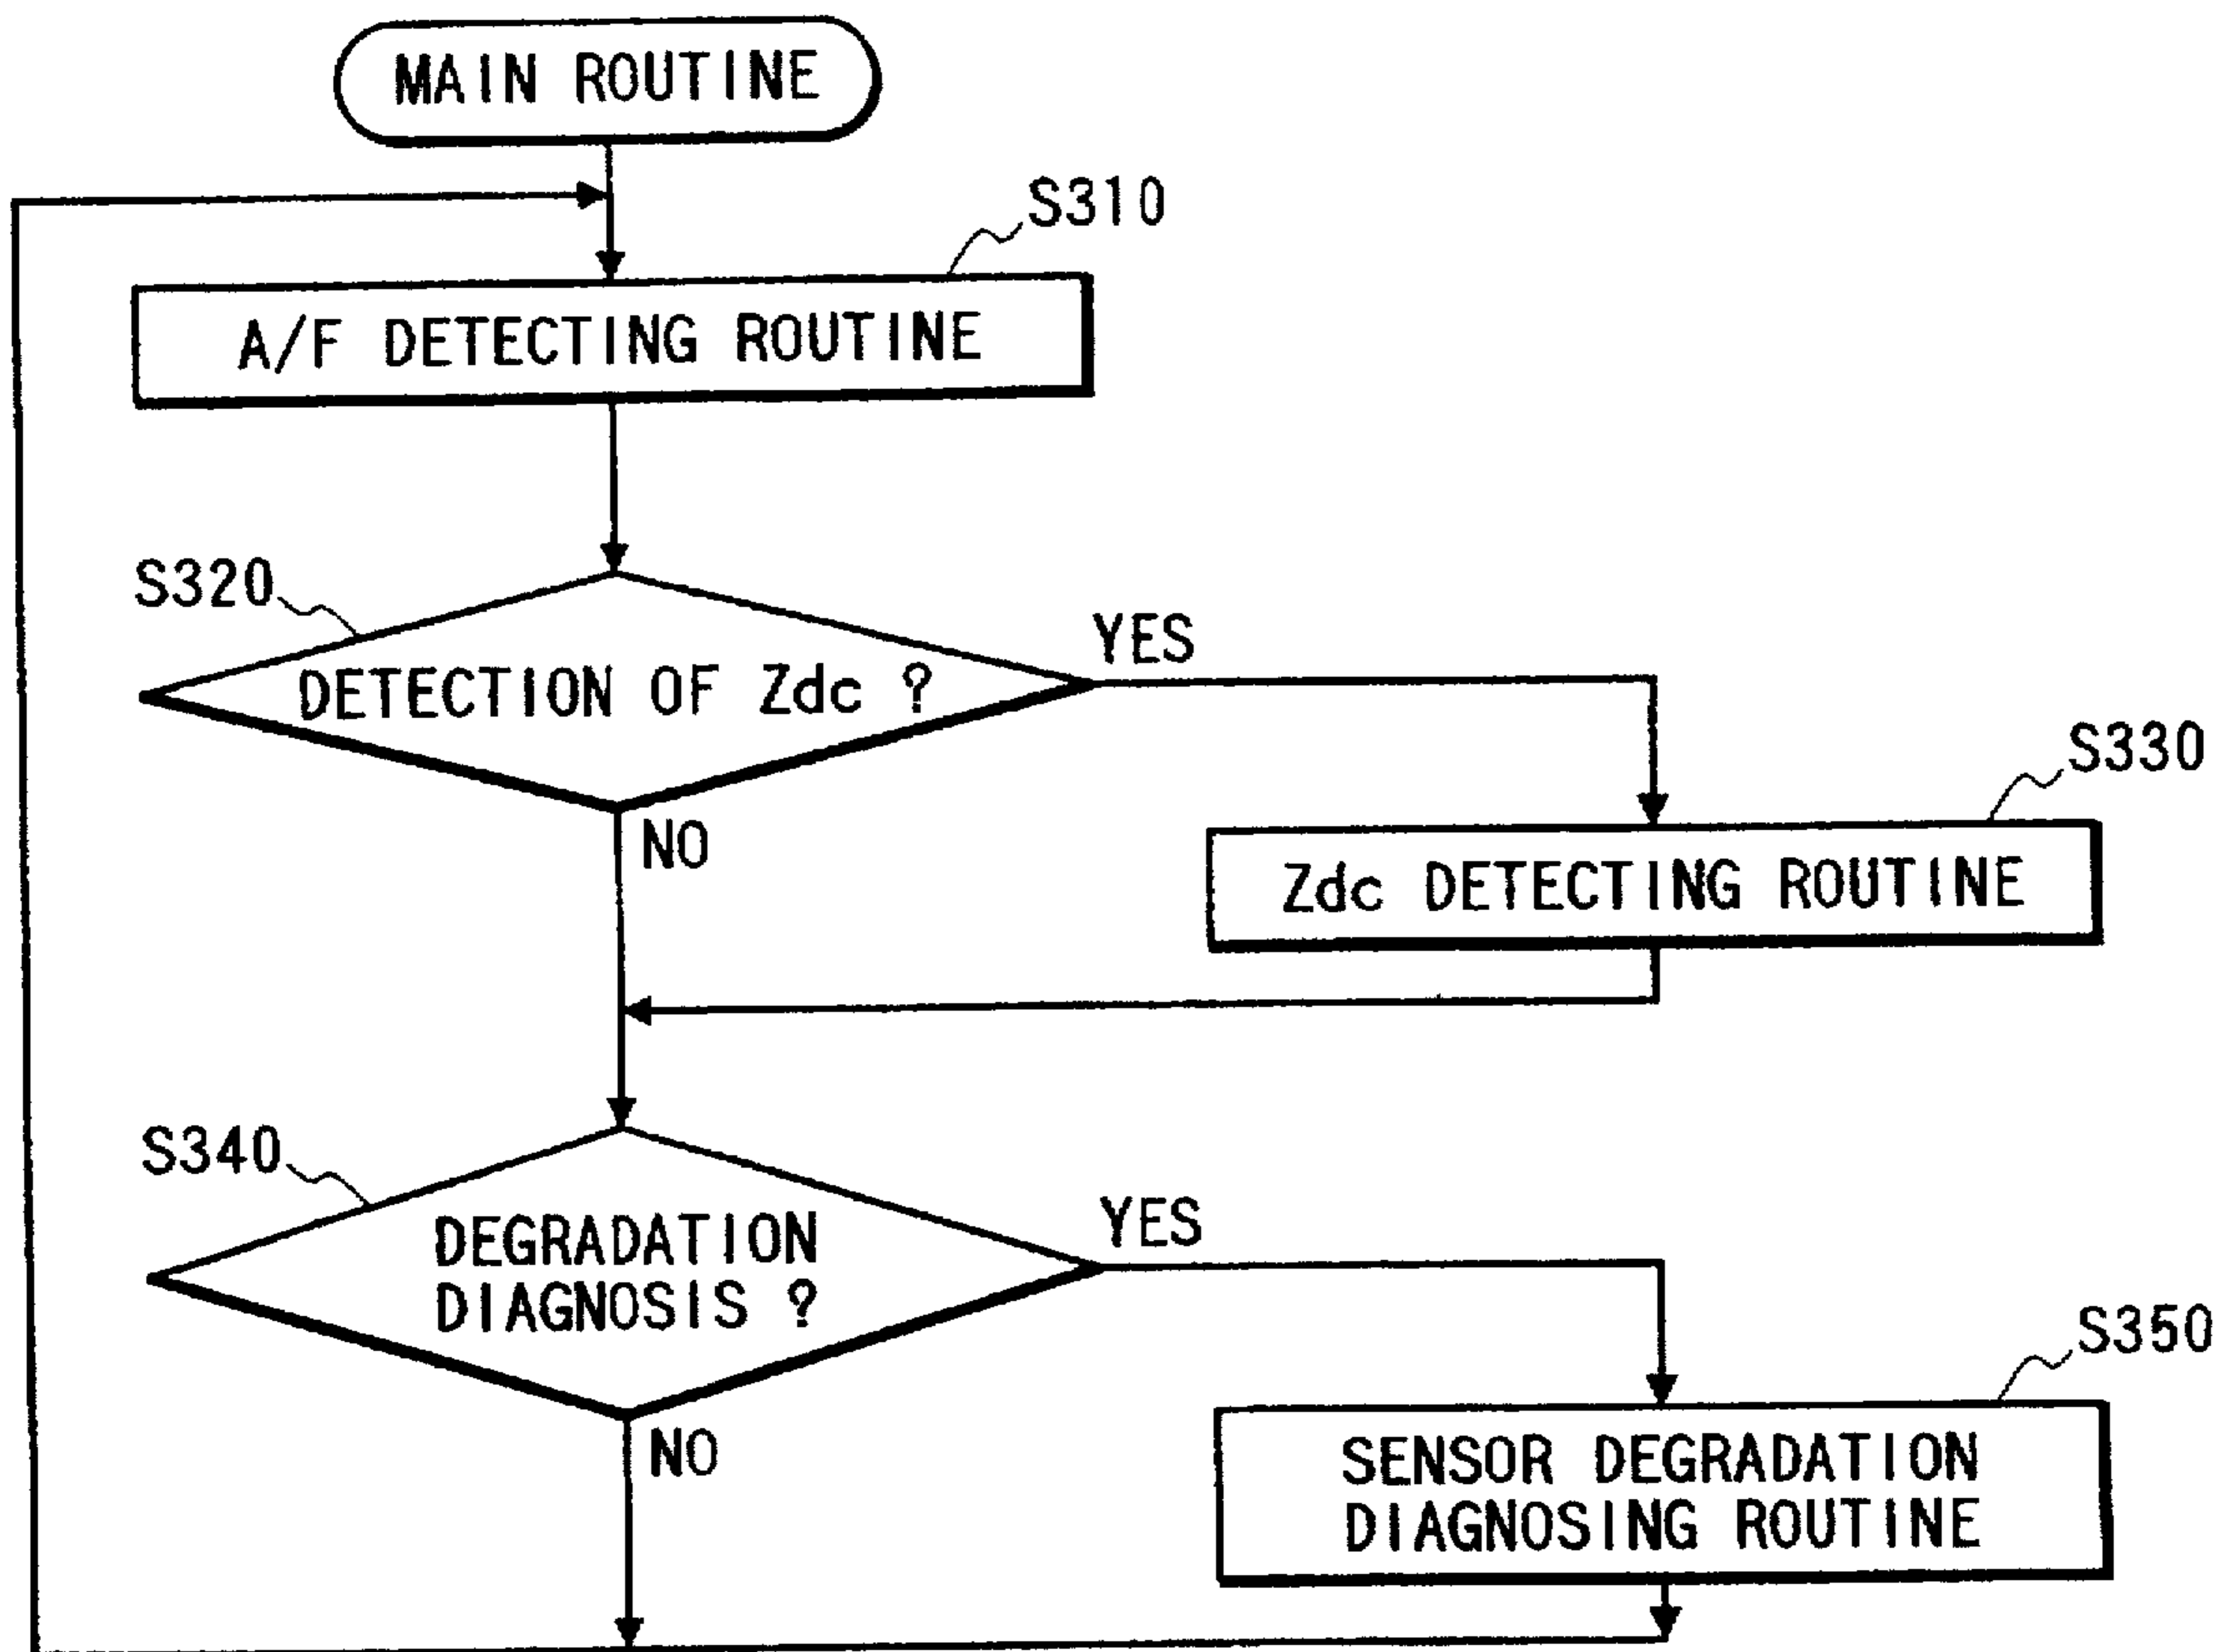 MAIN ROUTINE
S310
A/F DETECTING ROUTINE
S320
DETECTION OF Zdc ?
YES
NO
S330
Zdc DETECTING ROUTINE
S340
DEGRADATION
DIAGNOSIS ?
YES
NO
S350
SENSOR DEGRADATION
DIAGNOSING ROUTINE